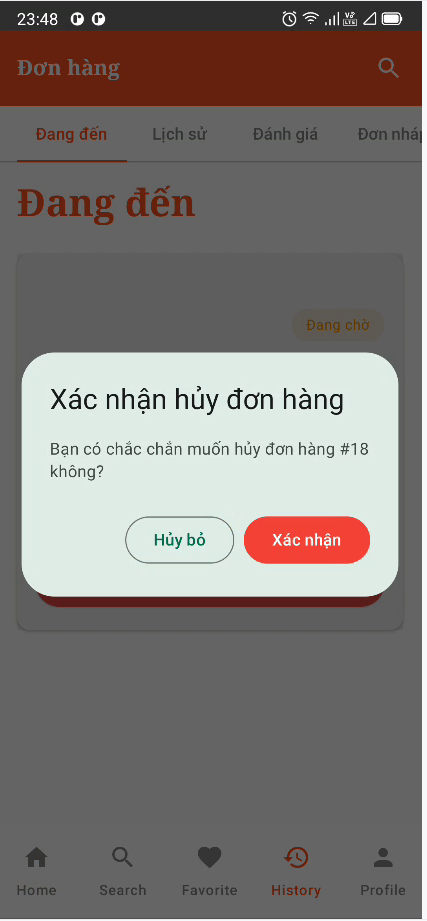 23:48
Đơn hàng
Đang đến Lịch sử Đánh giá Đơn nháp
Đang đến
Đang chờ
Xác nhận hủy đơn hàng
Bạn có chắc chắn muốn hủy đơn hàng #18
không?
Hủy bỏ Xác nhận
Home Search Favorite History Profile